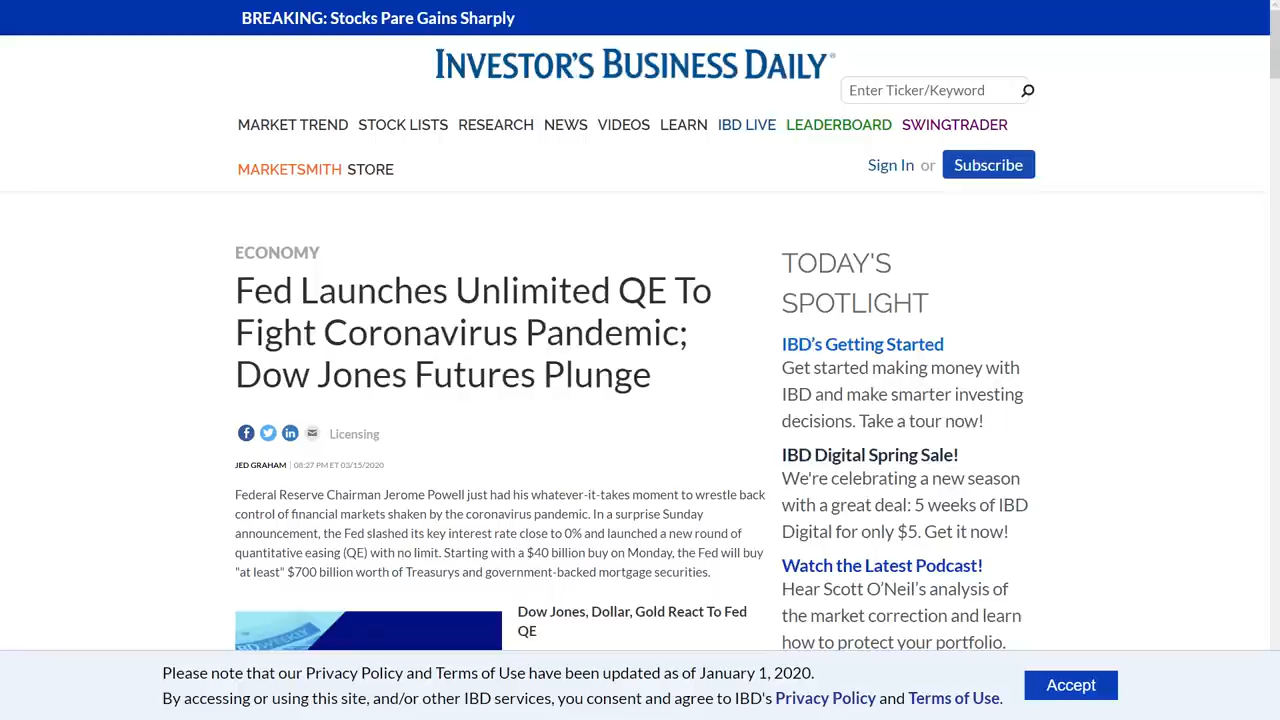 BREAKING: Stocks Pare Gains Sharply
INVESTOR'S BUSINESS DAILY®
Enter Ticker/Keyword
MARKET TREND STOCK LISTS RESEARCH NEWS VIDEOS LEARN IBD LIVE LEADERBOARD SWINGTRADER
MARKETSMITH STORE
Sign In or Subscribe
ECONOMY
Fed Launches Unlimited QE To
Fight Coronavirus Pandemic;
Dow Jones Futures Plunge
Licensing
JED GRAHAM | 08:27 PM ET 03/15/2020
Federal Reserve Chairman Jerome Powell just had his whatever-it-takes moment to wrestle back
control of financial markets shaken by the coronavirus pandemic. In a surprise Sunday
announcement, the Fed slashed its key interest rate close to 0% and launched a new round of
quantitative easing (QE) with no limit. Starting with a $40 billion buy on Monday, the Fed will buy
"at least" $700 billion worth of Treasurys and government-backed mortgage securities.
Dow Jones, Dollar, Gold React To Fed
QE
TODAY'S
SPOTLIGHT
IBD’s Getting Started
Get started making money with
IBD and make smarter investing
decisions. Take a tour now!
IBD Digital Spring Sale!
We're celebrating a new season
with a great deal: 5 weeks of IBD
Digital for only $5. Get it now!
Watch the Latest Podcast!
Hear Scott O’Neil’s analysis of
the market correction and learn
how to protect your portfolio.
Please note that our Privacy Policy and Terms of Use have been updated as of January 1, 2020.
By accessing or using this site, and/or other IBD services, you consent and agree to IBD's Privacy Policy and Terms of Use.
Accept